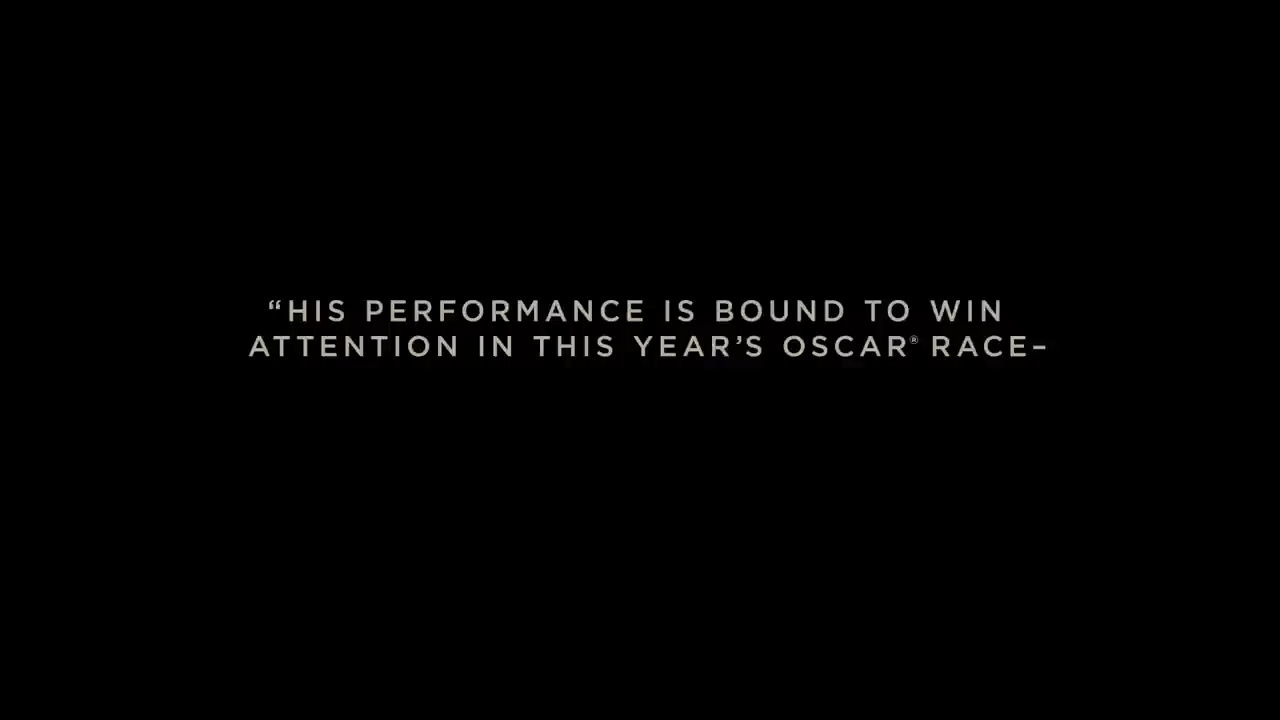 “HIS PERFORMANCE IS BOUND TO WIN
ATTENTION IN THIS YEAR’S OSCAR® RACE–